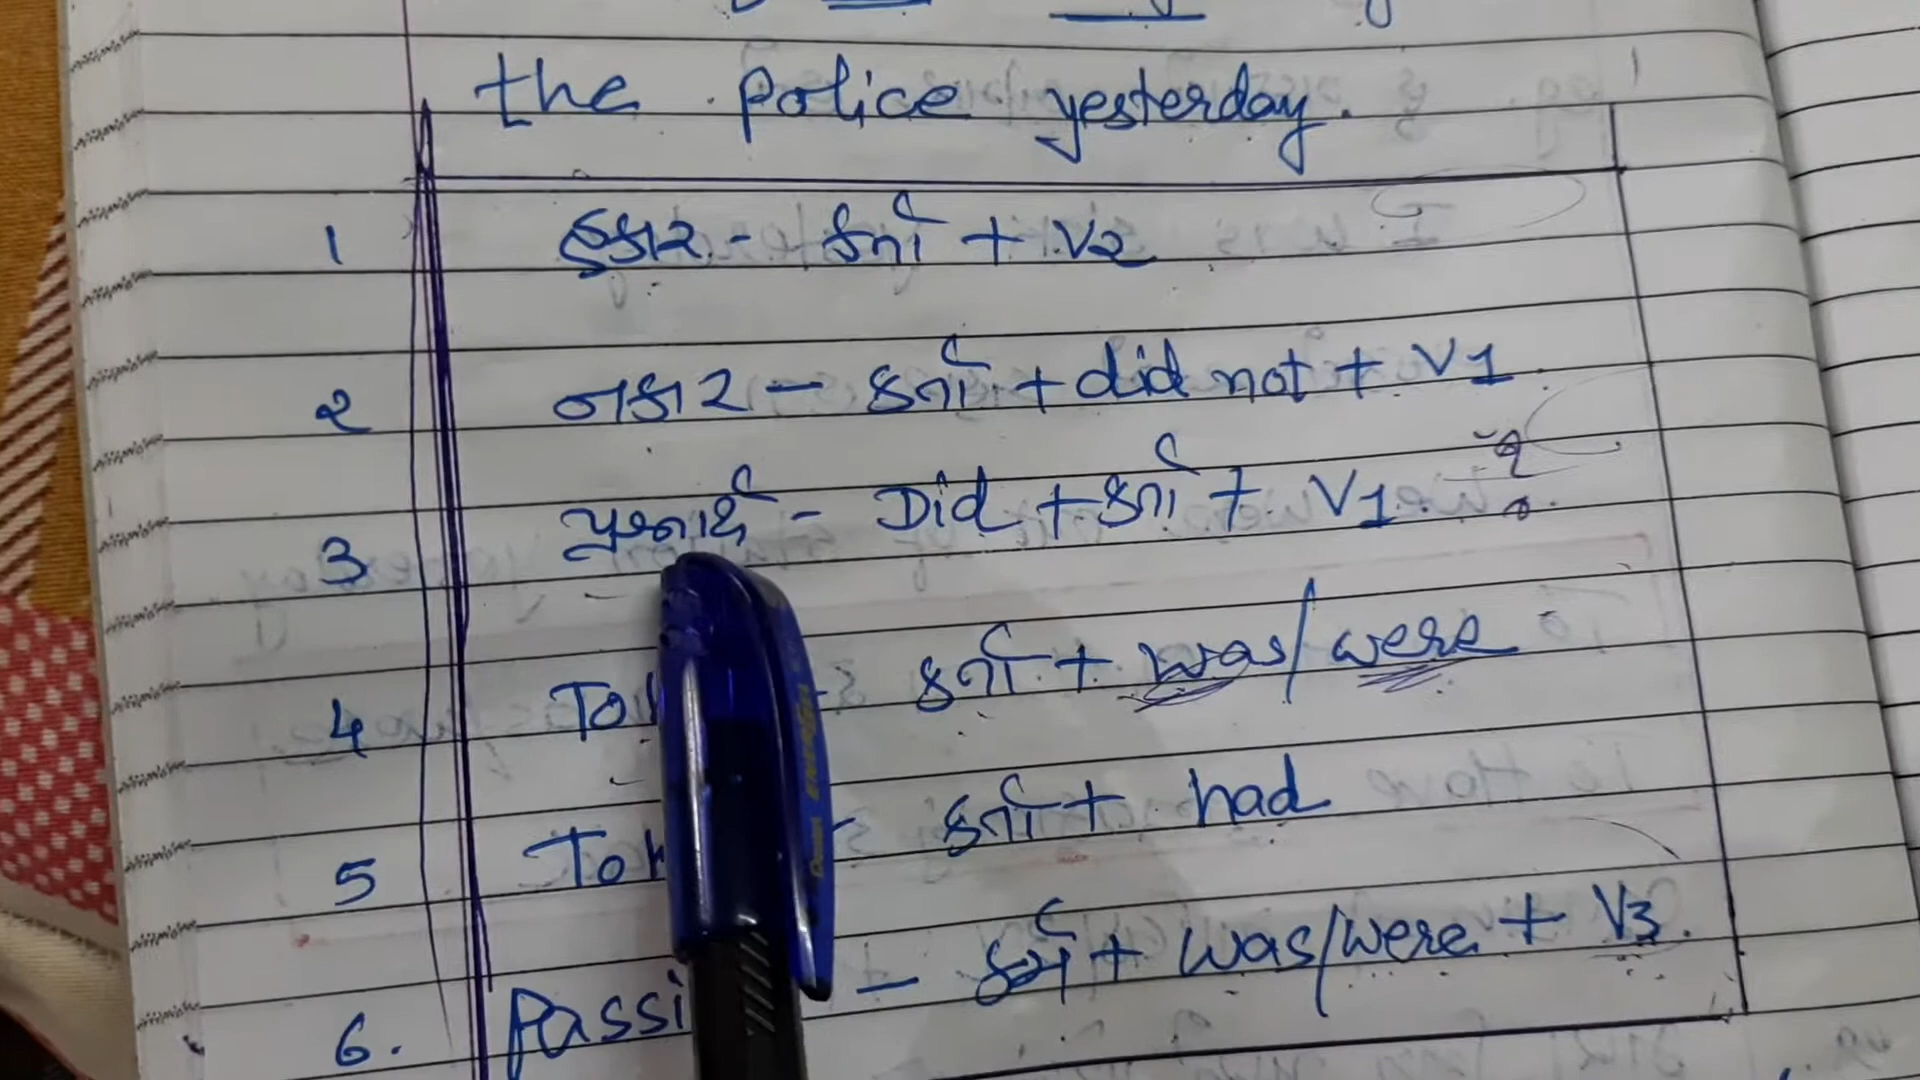 the police yesterday.
1 હકાર - કર્તા + V2
૨ નકાર - કર્તા + did not + V1
3 પ્રશ્નાર્થ - Did + કર્તા + V1 ?
4 To - કર્તા + was/were
5 To - કર્તા + had
6. Passi - કર્મ + was/were + V3.